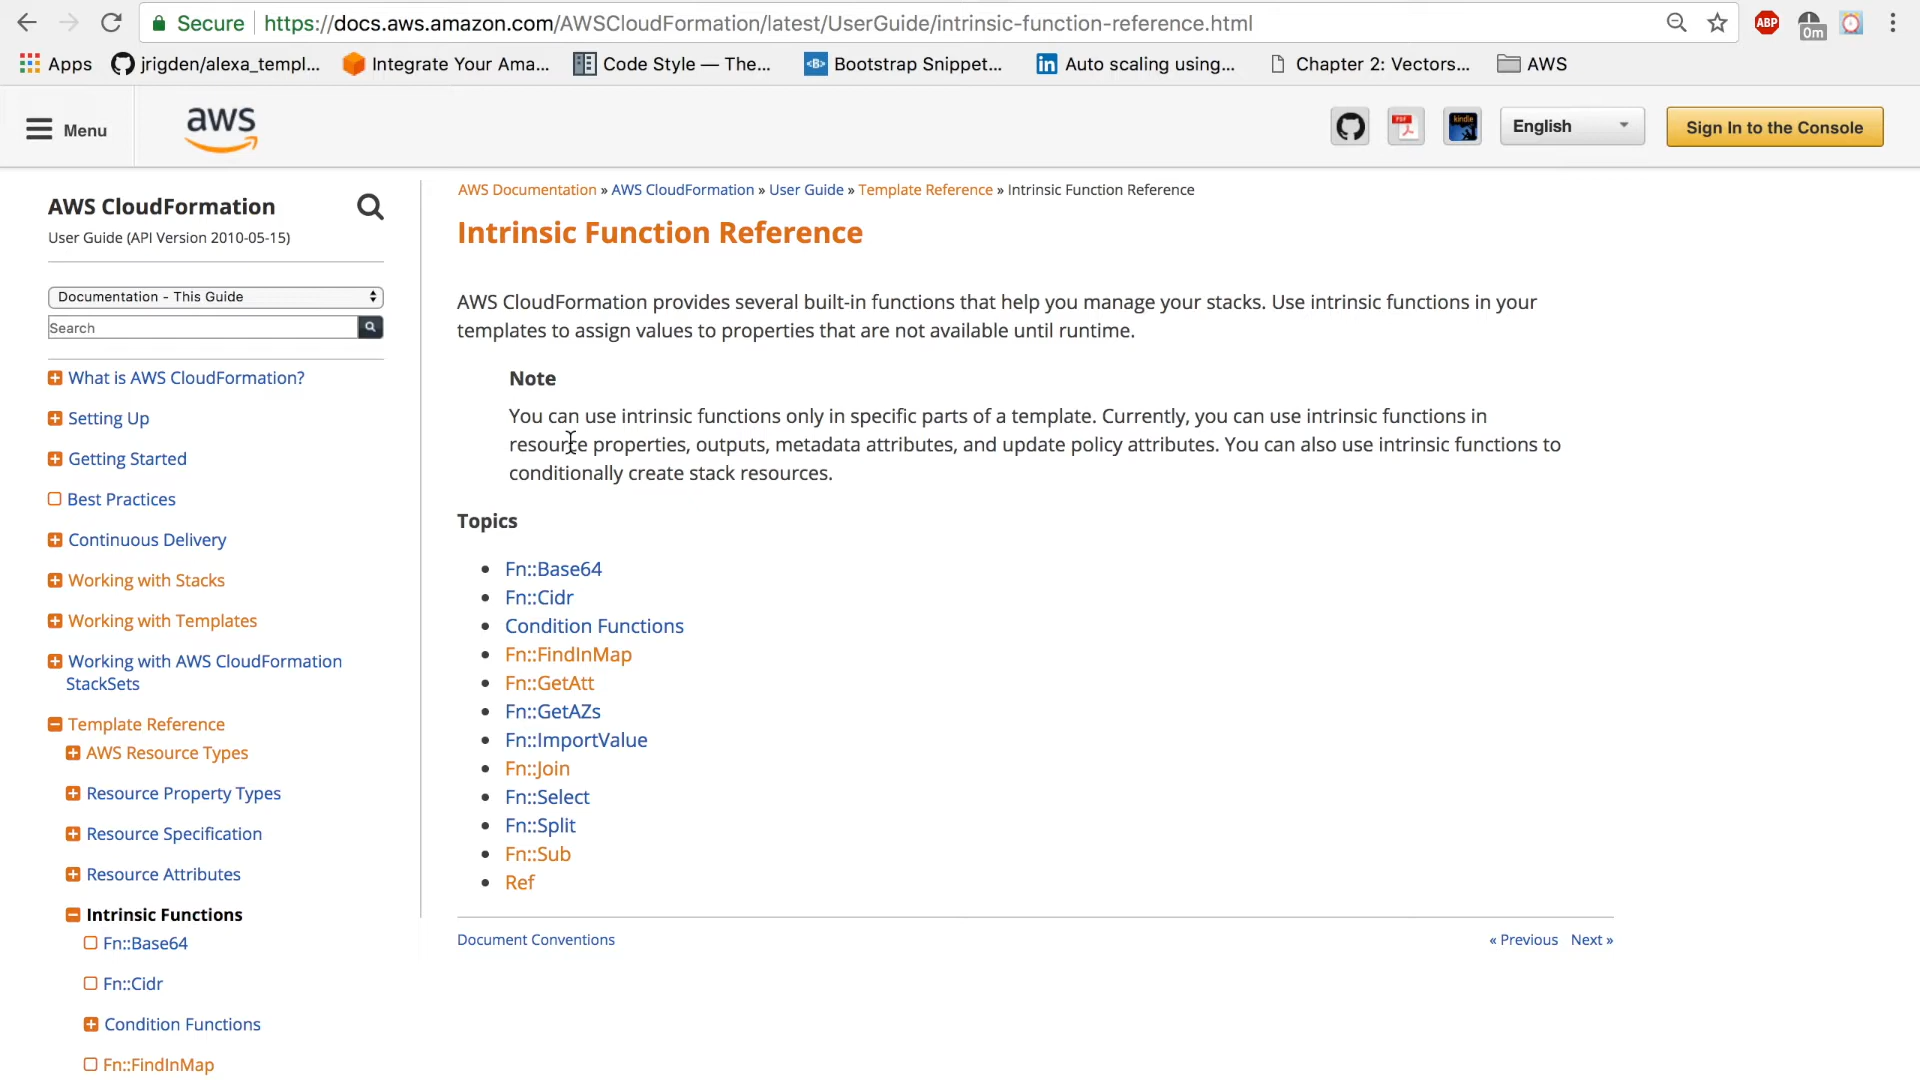 Secure https://docs.aws.amazon.com/AWSCloudFormation/latest/UserGuide/intrinsic-function-reference.html
ABP
0m
Apps jrigden/alexa_templ... Integrate Your Ama... Code Style — The... <B> Bootstrap Snippet... in Auto scaling using... Chapter 2: Vectors... AWS
Menu aws PDF kindle English Sign In to the Console
AWS CloudFormation
User Guide (API Version 2010-05-15)
Documentation - This Guide
Search
What is AWS CloudFormation?
Setting Up
Getting Started
Best Practices
Continuous Delivery
Working with Stacks
Working with Templates
Working with AWS CloudFormation
StackSets
Template Reference
AWS Resource Types
Resource Property Types
Resource Specification
Resource Attributes
Intrinsic Functions
Fn::Base64
Fn::Cidr
Condition Functions
Fn::FindInMap
AWS Documentation » AWS CloudFormation » User Guide » Template Reference » Intrinsic Function Reference
Intrinsic Function Reference
AWS CloudFormation provides several built-in functions that help you manage your stacks. Use intrinsic functions in your
templates to assign values to properties that are not available until runtime.
Note
You can use intrinsic functions only in specific parts of a template. Currently, you can use intrinsic functions in
resource properties, outputs, metadata attributes, and update policy attributes. You can also use intrinsic functions to
conditionally create stack resources.
Topics
Fn::Base64
Fn::Cidr
Condition Functions
Fn::FindInMap
Fn::GetAtt
Fn::GetAZs
Fn::ImportValue
Fn::Join
Fn::Select
Fn::Split
Fn::Sub
Ref
Document Conventions « Previous Next »